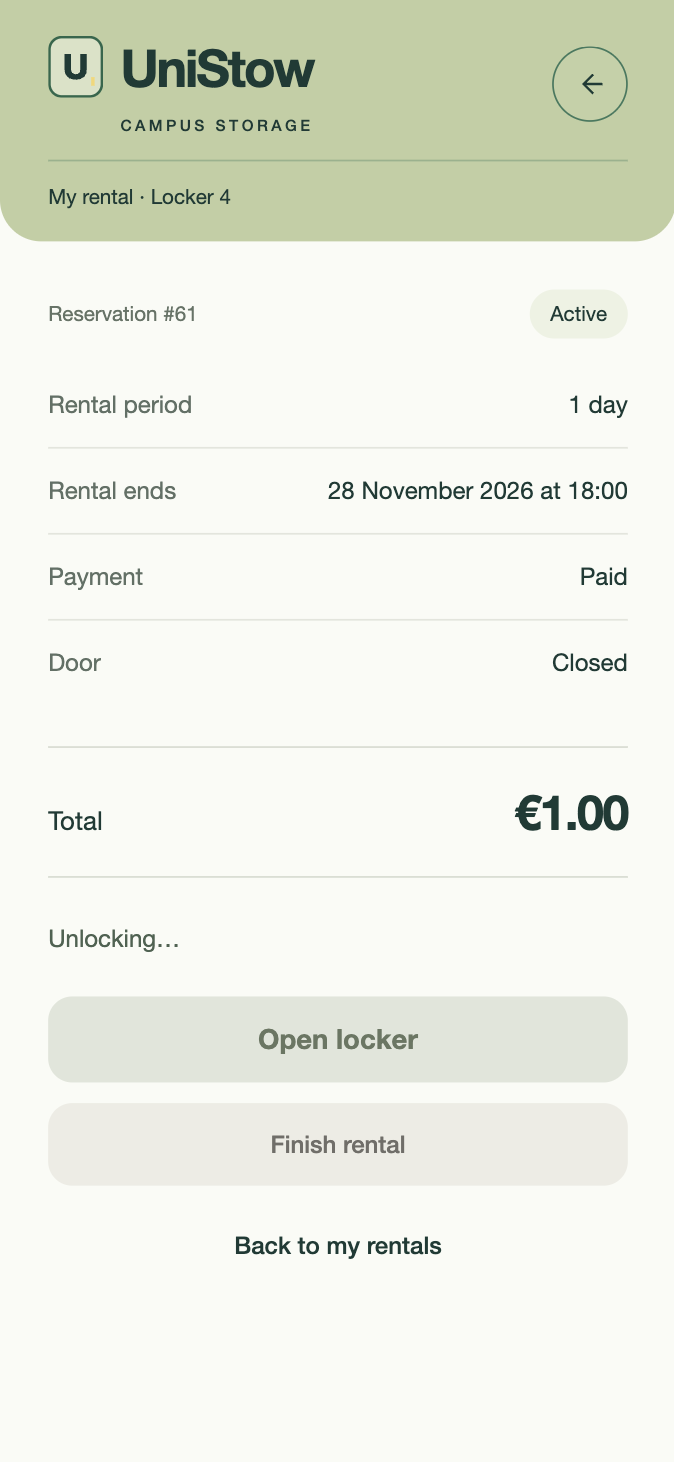 U UniStow
CAMPUS STORAGE
My rental · Locker 4
Reservation #61 Active
Rental period 1 day
Rental ends 28 November 2026 at 18:00
Payment Paid
Door Closed
Total €1.00
Unlocking...
Open locker
Finish rental
Back to my rentals